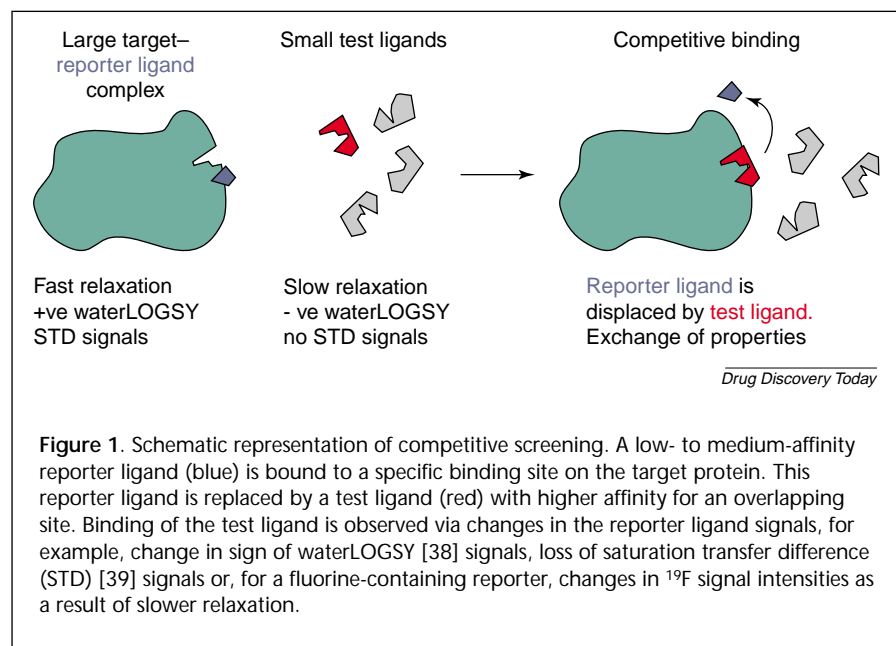 Large target–
reporter ligand
complex
Small test ligands
Competitive binding
Fast relaxation
+ve waterLOGSY
STD signals
Slow relaxation
- ve waterLOGSY
no STD signals
Reporter ligand is
displaced by test ligand.
Exchange of properties
Drug Discovery Today
Figure 1. Schematic representation of competitive screening. A low- to medium-affinity
reporter ligand (blue) is bound to a specific binding site on the target protein. This
reporter ligand is replaced by a test ligand (red) with higher affinity for an overlapping
site. Binding of the test ligand is observed via changes in the reporter ligand signals, for
example, change in sign of waterLOGSY [38] signals, loss of saturation transfer difference
(STD) [39] signals or, for a fluorine-containing reporter, changes in ¹⁹F signal intensities as
a result of slower relaxation.